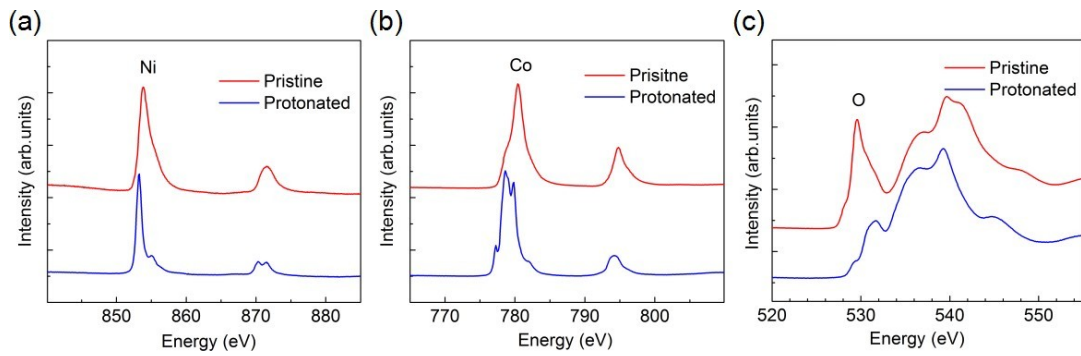 (a)
Ni
Pristine
Protonated
Intensity (arb.units)
850 860 870 880
Energy (eV)
(b)
Co
Prisitne
Protonated
Intensity (arb.units)
770 780 790 800
Energy (eV)
(c)
O
Pristine
Protonated
Intensity (arb.units)
520 530 540 550
Energy (eV)